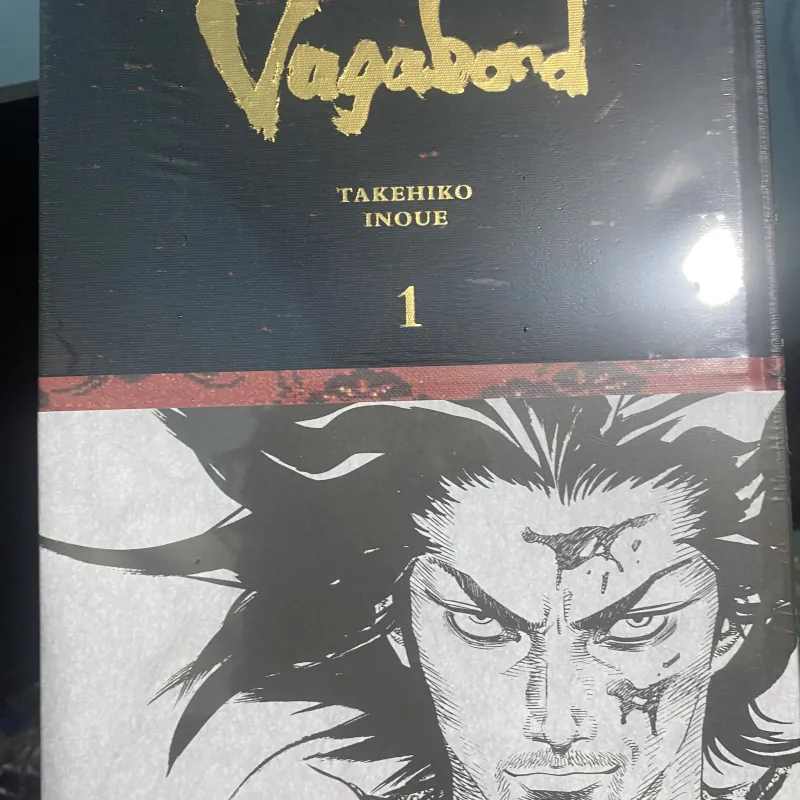 Vagabond
TAKEHIKO
INOUE
1